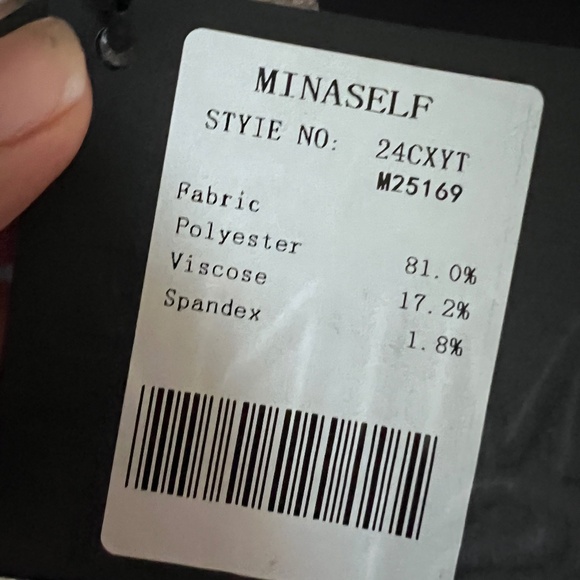 MINASELF
STYIE NO: 24CXYT
M25169
Fabric
Polyester 81.0%
Viscose 17.2%
Spandex 1.8%